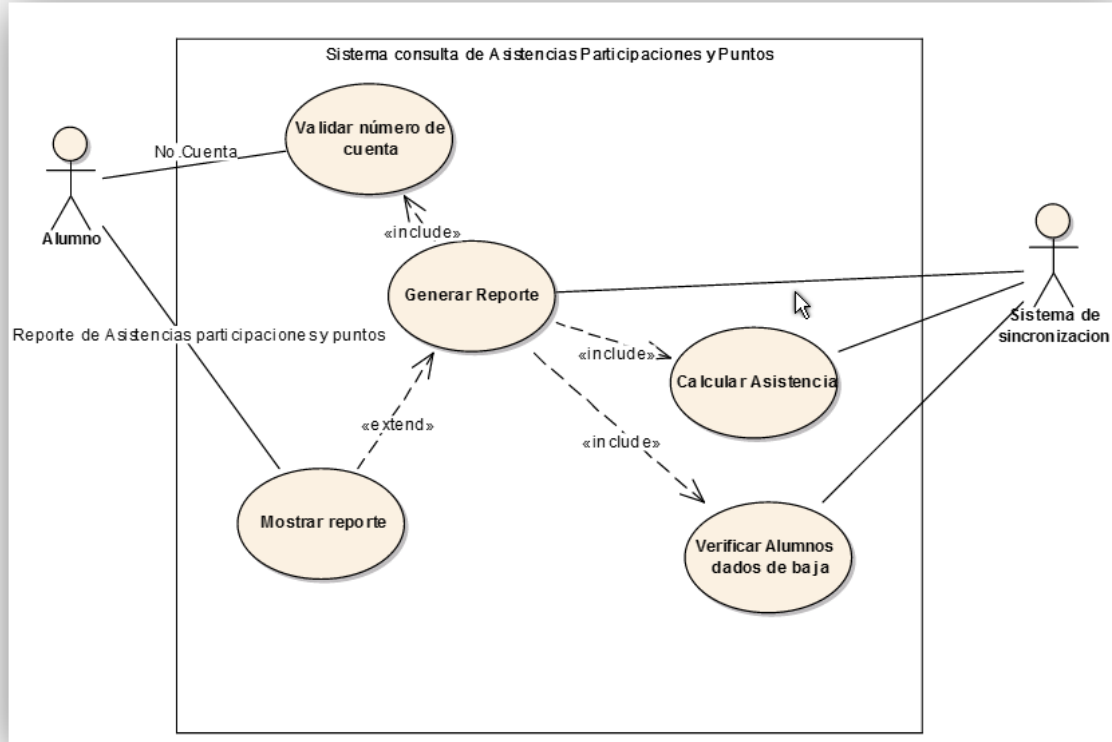 Sistema consulta de Asistencias Participaciones y Puntos
Validar número de
cuenta
No.Cuenta
Alumno
«include»
Generar Reporte
Sistema de
sincronizacion
Reporte de Asistencias participaciones y puntos
«include»
Calcular Asistencia
«extend»
«include»
Mostrar reporte
Verificar Alumnos
dados de baja